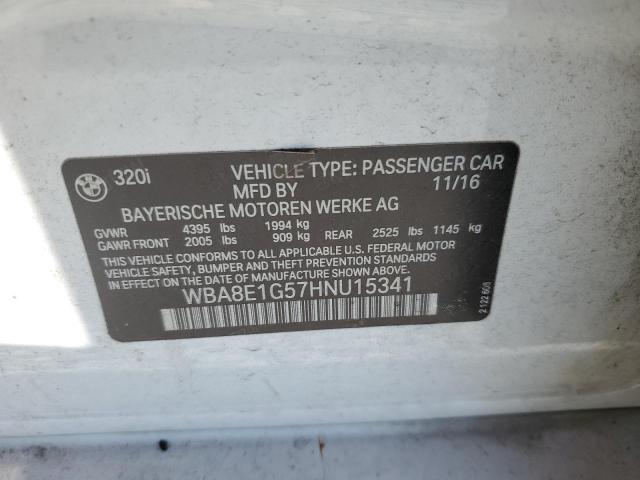 320i VEHICLE TYPE: PASSENGER CAR
MFD BY 11/16
BAYERISCHE MOTOREN WERKE AG
GVWR 4395 lbs 1994 kg
GAWR FRONT 2005 lbs 909 kg REAR 2525 lbs 1145 kg
THIS VEHICLE CONFORMS TO ALL APPLICABLE U.S. FEDERAL MOTOR
VEHICLE SAFETY, BUMPER AND THEFT PREVENTION STANDARDS
IN EFFECT ON THE DATE OF MANUFACTURE SHOWN ABOVE.
WBA8E1G57HNU15341